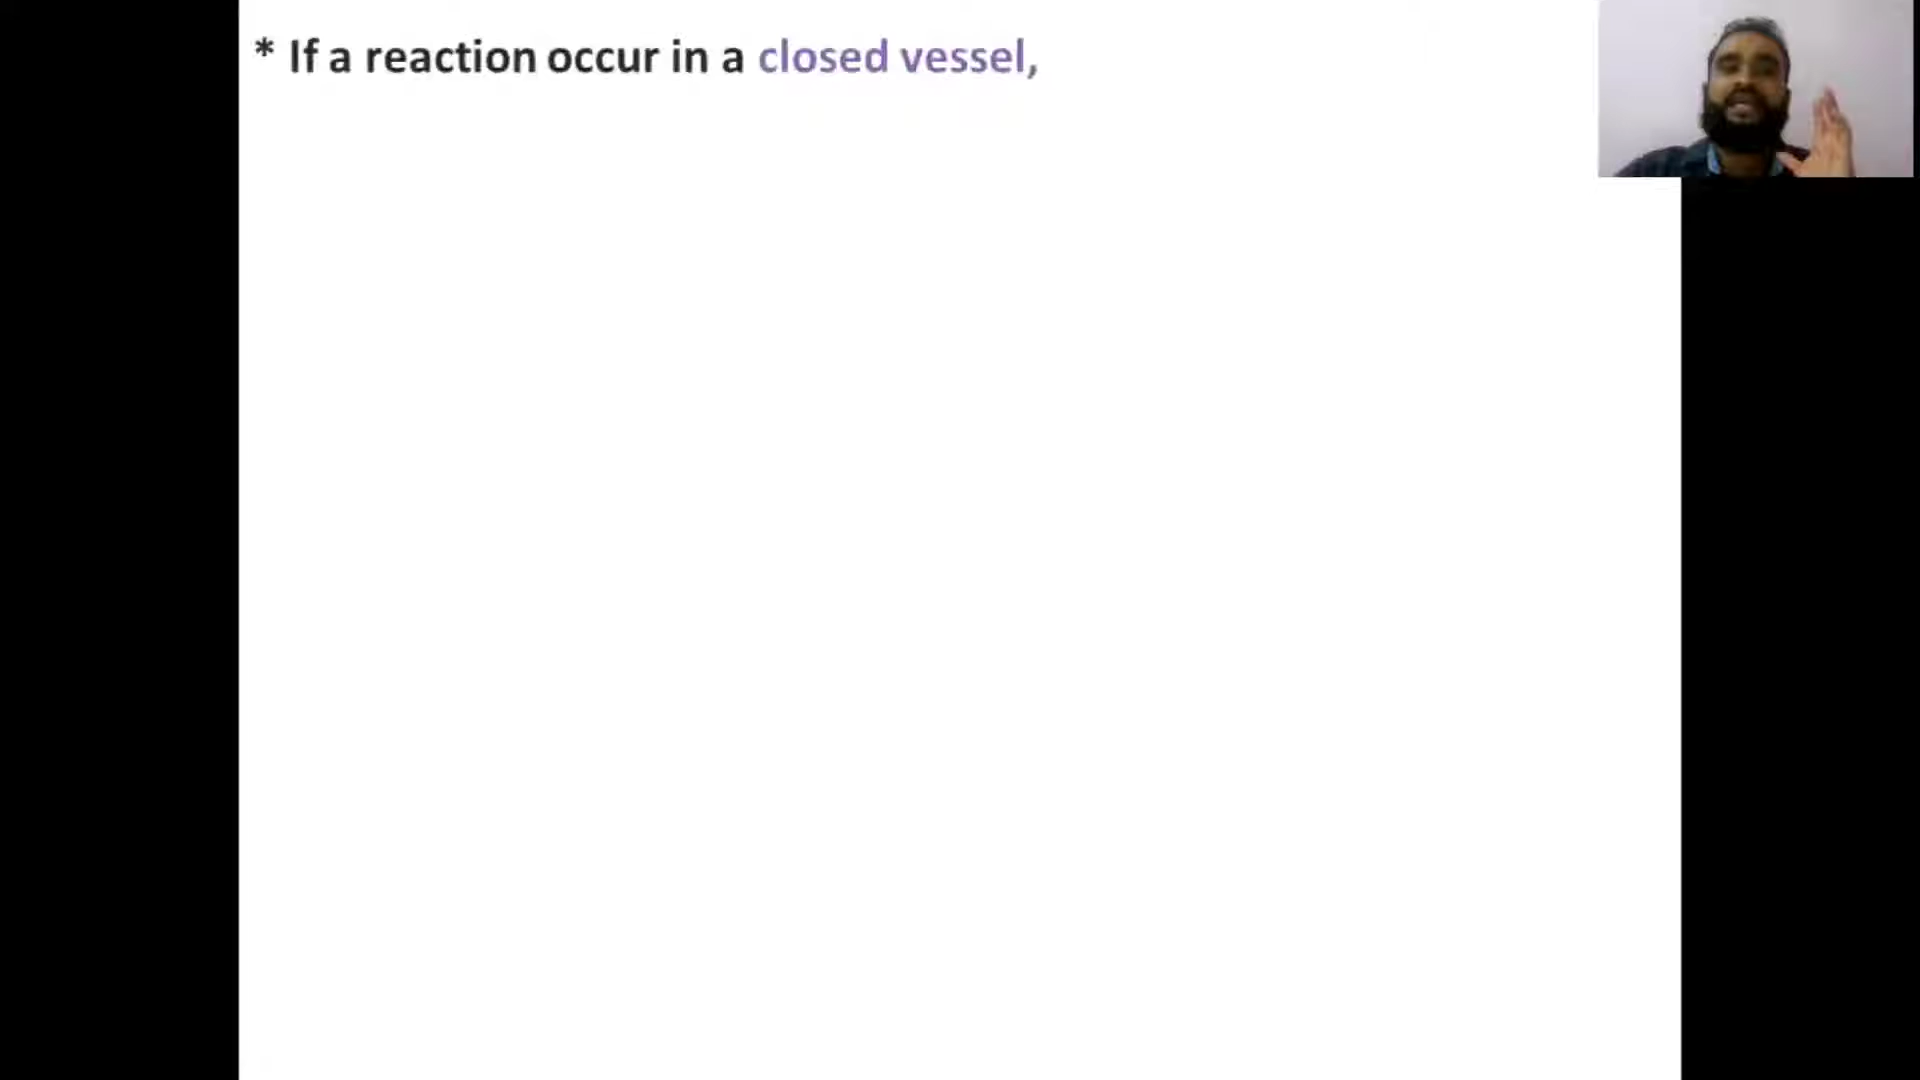 * If a reaction occur in a closed vessel,